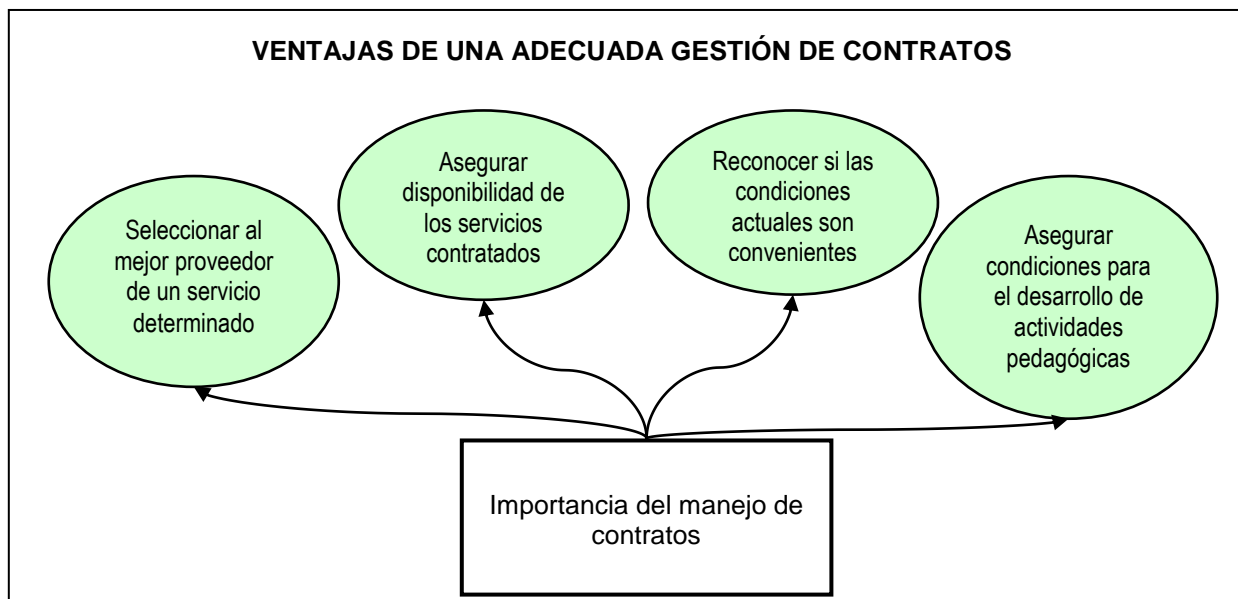 VENTAJAS DE UNA ADECUADA GESTIÓN DE CONTRATOS
Seleccionar al
mejor proveedor
de un servicio
determinado
Asegurar
disponibilidad de
los servicios
contratados
Reconocer si las
condiciones
actuales son
convenientes
Asegurar
condiciones para
el desarrollo de
actividades
pedagógicas
Importancia del manejo de
contratos